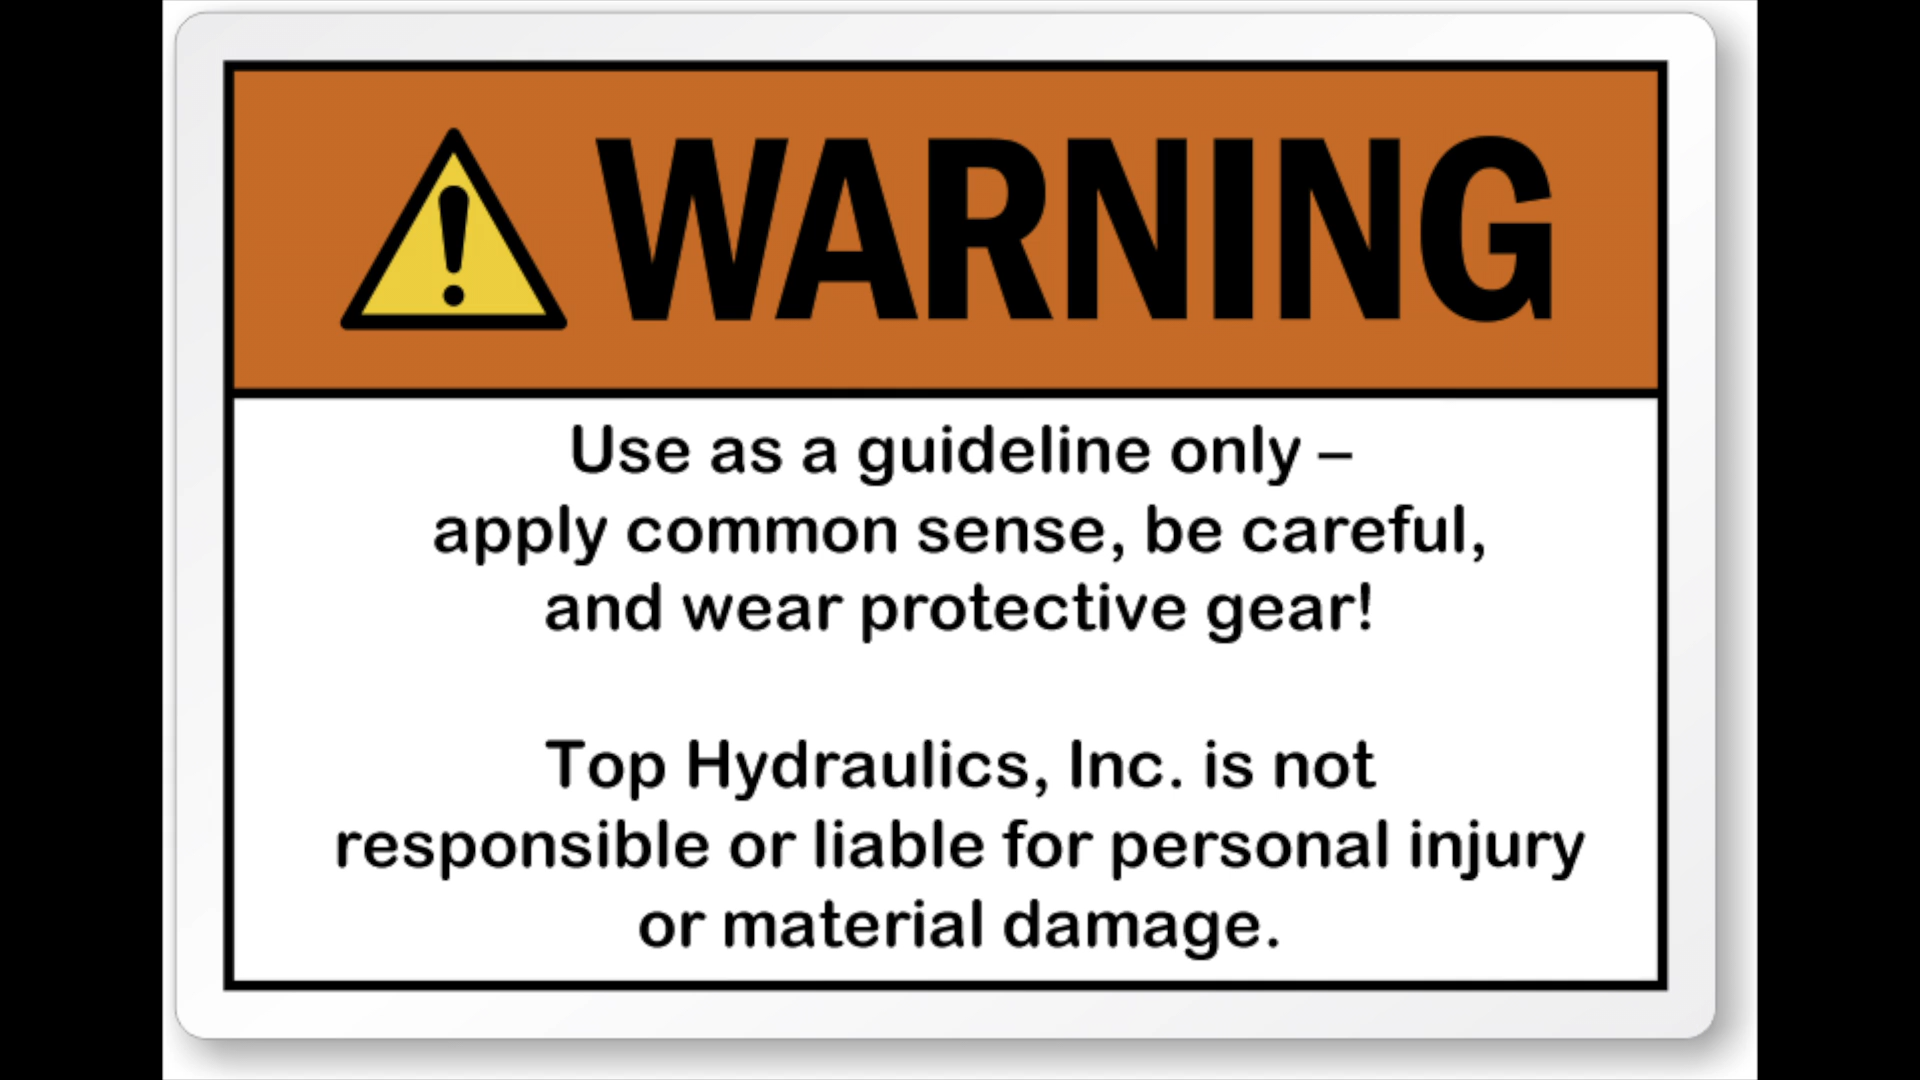 WARNING
Use as a guideline only –
apply common sense, be careful,
and wear protective gear!
Top Hydraulics, Inc. is not
responsible or liable for personal injury
or material damage.